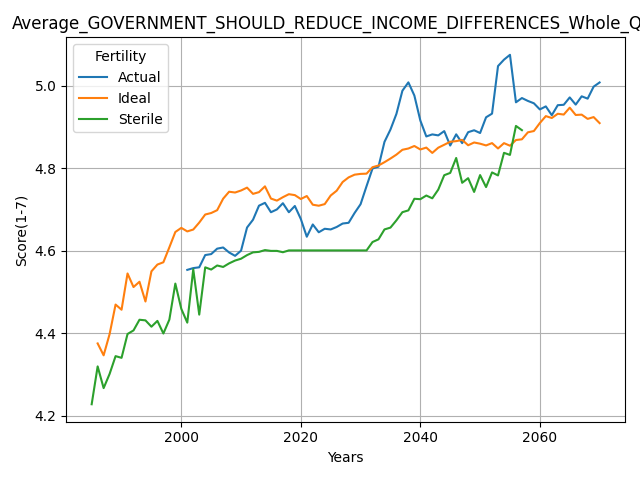 Average_GOVERNMENT_SHOULD_REDUCE_INCOME_DIFFERENCES_Whole_Q
Fertility
Actual
Ideal
Sterile
Score(1-7)
5.0
4.8
4.6
4.4
4.2
2000 2020 2040 2060
Years